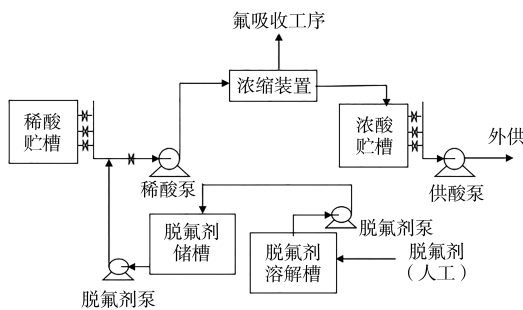 氟吸收工序
浓缩装置
稀酸
贮槽
浓酸
贮槽
外供
稀酸泵
供酸泵
脱氟剂
储槽
脱氟剂泵
脱氟剂
溶解槽
脱氟剂
（人工）
脱氟剂泵